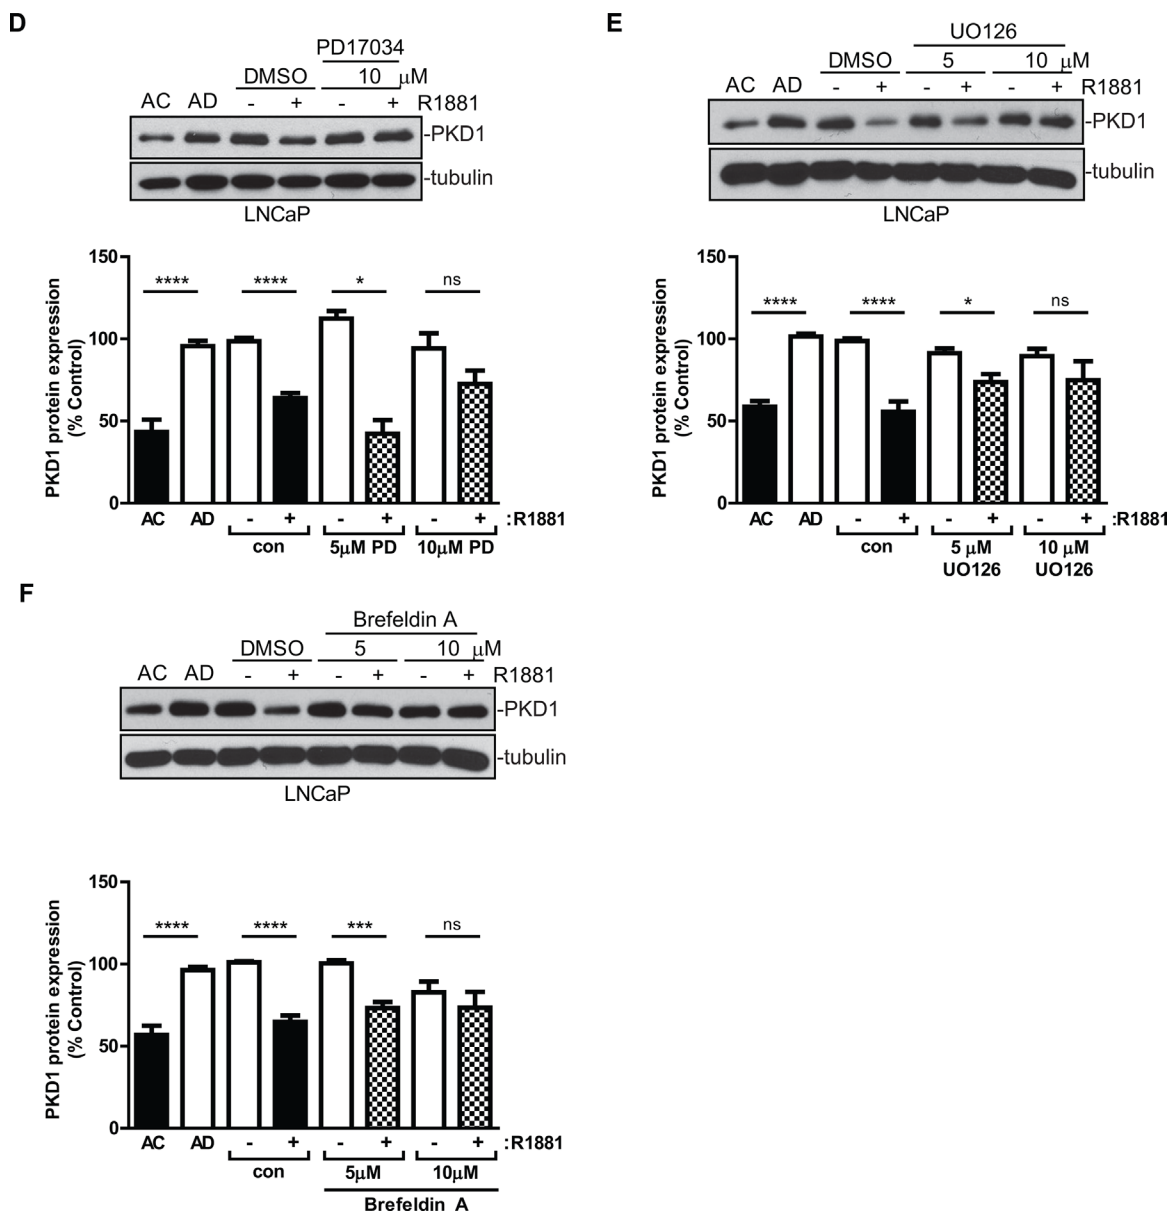 D
PD17034
DMSO 10 μM
AC AD - + - + R1881
-PKD1
-tubulin
LNCaP
PKD1 protein expression
(% Control)
150
100
50
0
**** **** * ns
AC AD - + - + - + :R1881
con 5μM PD 10μM PD
E
UO126
DMSO 5 10 μM
AC AD - + - + - + R1881
-PKD1
-tubulin
LNCaP
PKD1 protein expression
(% Control)
150
100
50
0
**** **** * ns
AC AD - + - + - + :R1881
con 5 μM 10 μM
UO126 UO126
F
Brefeldin A
DMSO 5 10 μM
AC AD - + - + - + R1881
-PKD1
-tubulin
LNCaP
PKD1 protein expression
(% Control)
150
100
50
0
**** **** *** ns
AC AD - + - + - + :R1881
con 5μM 10μM
Brefeldin A